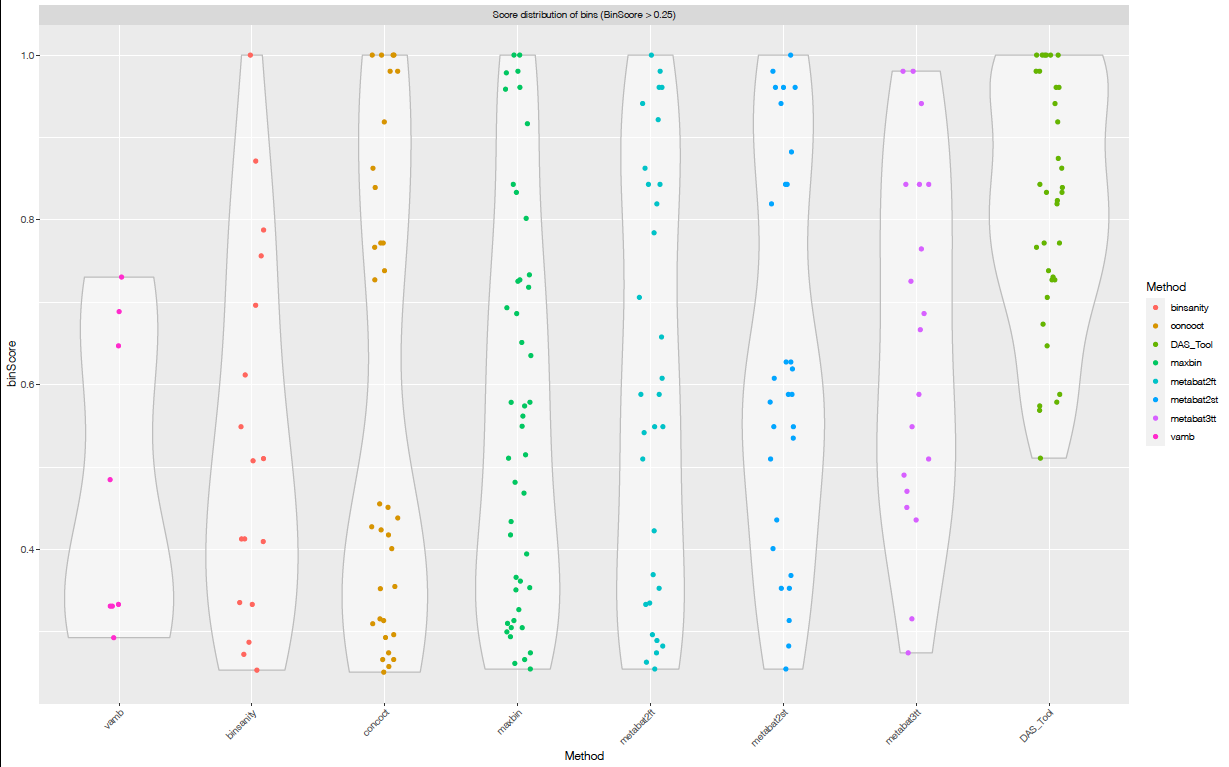 Score distribution of bins (BinScore > 0.25)
1.0
0.8
0.6
0.4
binScore
vamb
binsanity
concoct
maxbin
metabat2ft
metabat2st
metabat3tt
DAS_Tool
Method
Method
binsanity
concoct
DAS_Tool
maxbin
metabat2ft
metabat2st
metabat3tt
vamb